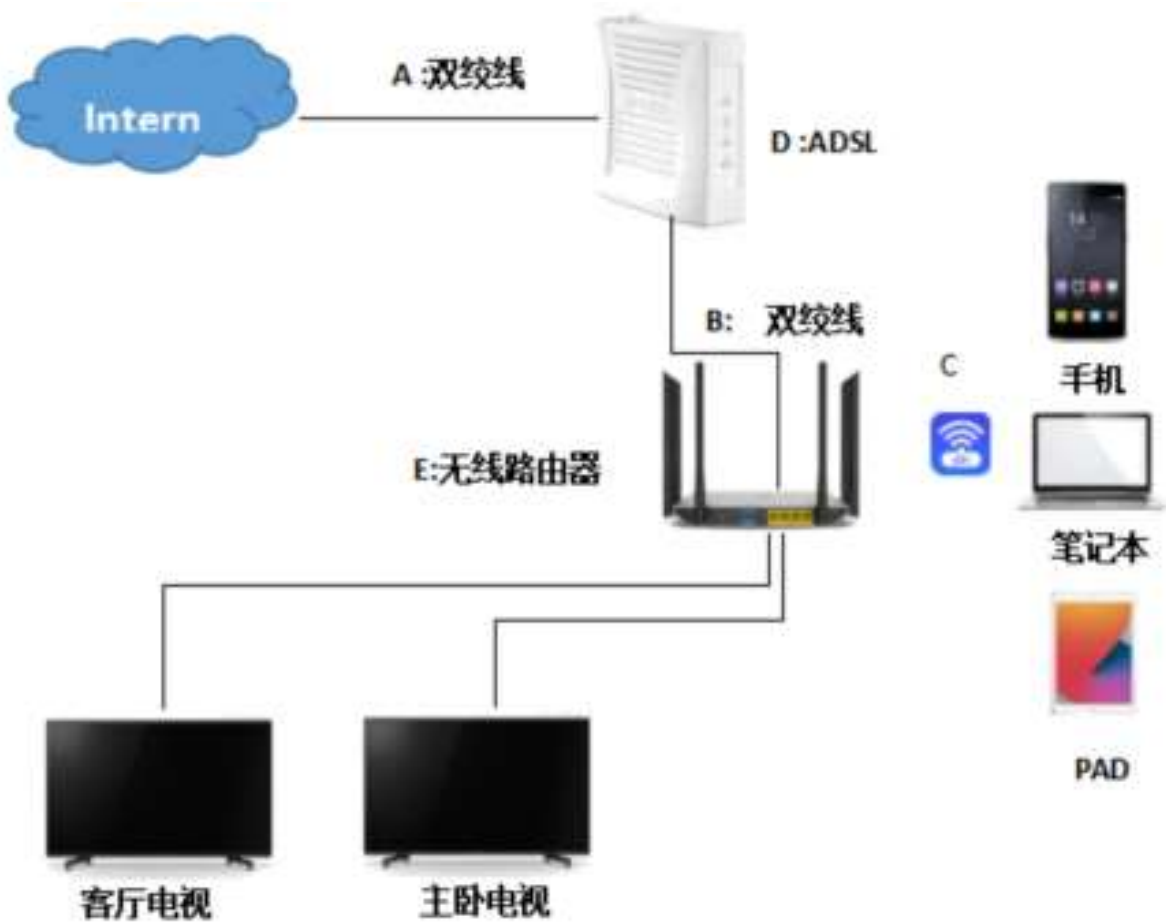 Intern
A :双绞线
D :ADSL
B: 双绞线
C
手机
E:无线路由器
笔记本
PAD
客厅电视
主卧电视